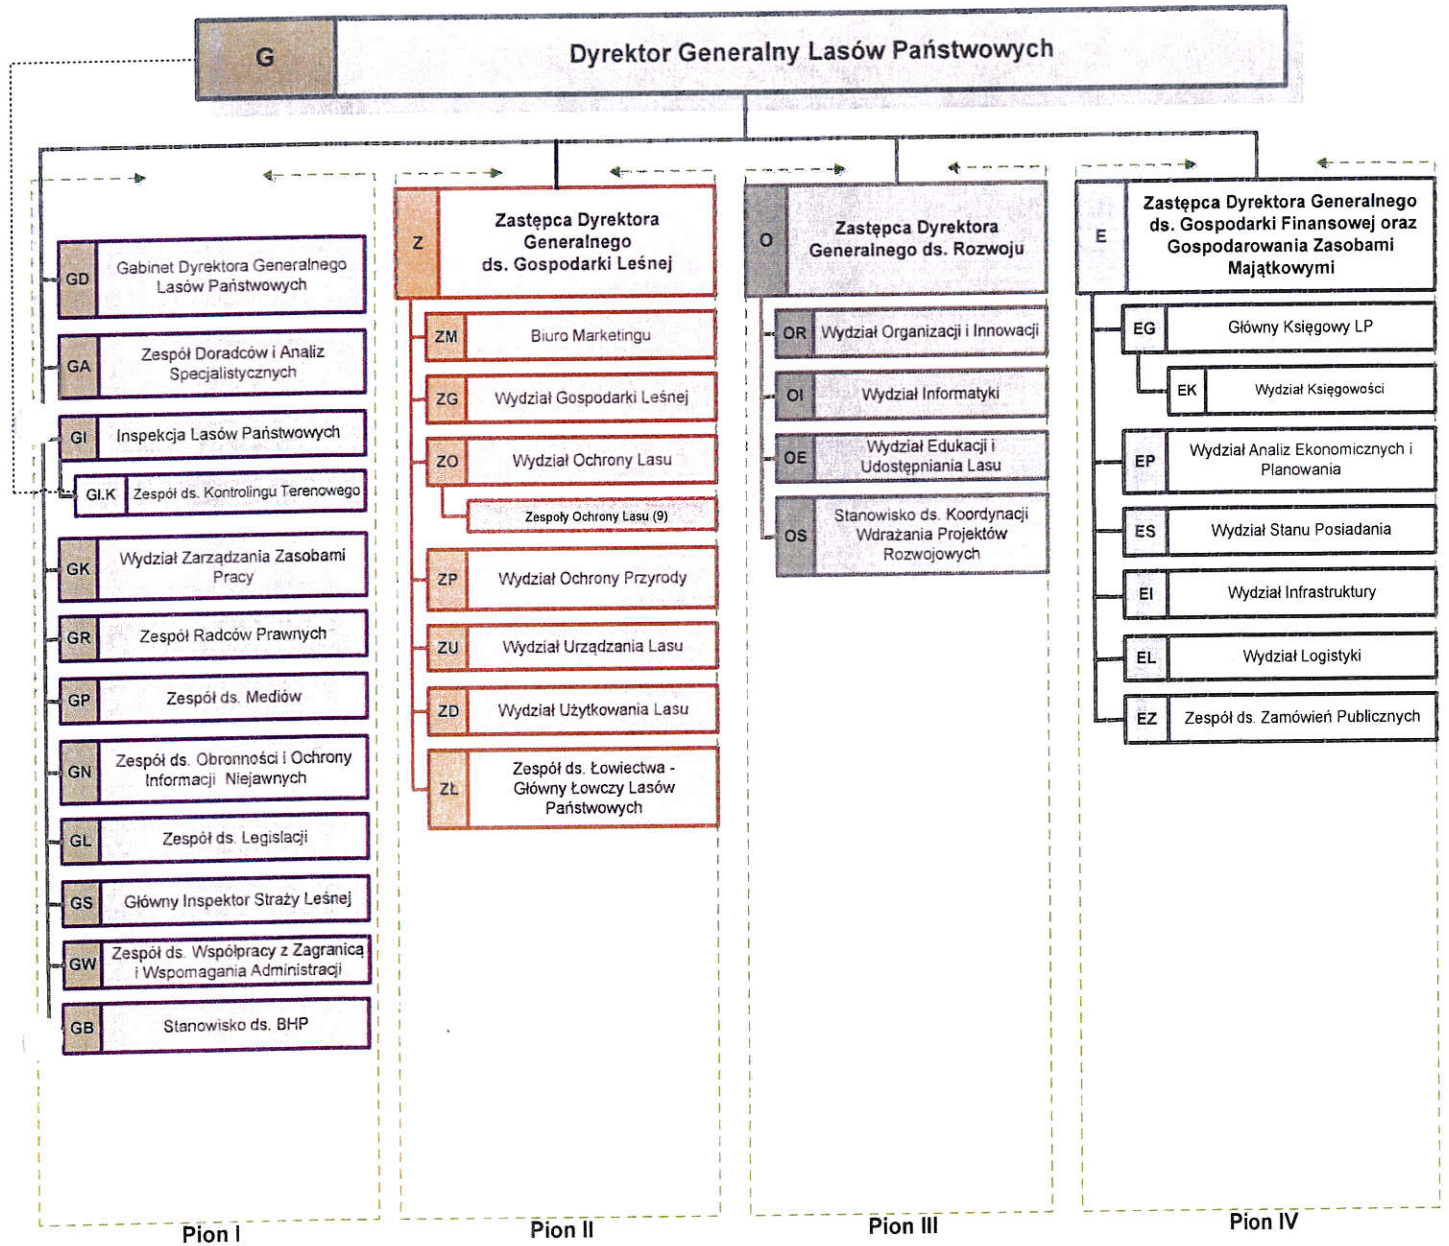 G
Dyrektor Generalny Lasów Państwowych
GD
Gabinet Dyrektora Generalnego
Lasów Państwowych
GA
Zespół Doradców i Analiz
Specjalistycznych
GI
Inspekcja Lasów Państwowych
GI.K
Zespół ds. Kontrolingu Terenowego
GK
Wydział Zarządzania Zasobami
Pracy
GR
Zespół Radców Prawnych
GP
Zespół ds. Mediów
GN
Zespół ds. Obronności i Ochrony
Informacji Niejawnych
GL
Zespół ds. Legislacji
GS
Główny Inspektor Straży Leśnej
GW
Zespół ds. Współpracy z Zagranicą
i Wspomagania Administracji
GB
Stanowisko ds. BHP
Pion I
Z
Zastępca Dyrektora
Generalnego
ds. Gospodarki Leśnej
ZM
Biuro Marketingu
ZG
Wydział Gospodarki Leśnej
ZO
Wydział Ochrony Lasu
Zespoły Ochrony Lasu (9)
ZP
Wydział Ochrony Przyrody
ZU
Wydział Urządzania Lasu
ZD
Wydział Użytkowania Lasu
ZŁ
Zespół ds. Łowiectwa -
Główny Łowczy Lasów
Państwowych
Pion II
O
Zastępca Dyrektora
Generalnego ds. Rozwoju
OR
Wydział Organizacji i Innowacji
OI
Wydział Informatyki
OE
Wydział Edukacji i
Udostępniania Lasu
OS
Stanowisko ds. Koordynacji
Wdrażania Projektów
Rozwojowych
Pion III
E
Zastępca Dyrektora Generalnego
ds. Gospodarki Finansowej oraz
Gospodarowania Zasobami
Majątkowymi
EG
Główny Księgowy LP
EK
Wydział Księgowości
EP
Wydział Analiz Ekonomicznych i
Planowania
ES
Wydział Stanu Posiadania
EI
Wydział Infrastruktury
EL
Wydział Logistyki
EZ
Zespół ds. Zamówień Publicznych
Pion IV